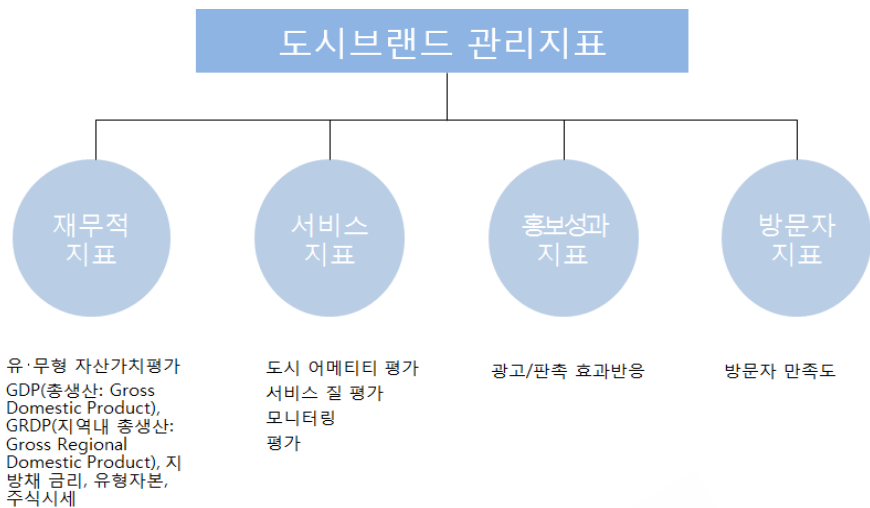 도시브랜드 관리지표
재무적
지표
서비스
지표
홍보성과
지표
방문자
지표
유·무형 자산가치평가
GDP(총생산: Gross
Domestic Product),
GRDP(지역내 총생산:
Gross Regional
Domestic Product), 지
방채 금리, 유형자본,
주식시세
도시 어메티티 평가
서비스 질 평가
모니터링
평가
광고/판촉 효과반응
방문자 만족도